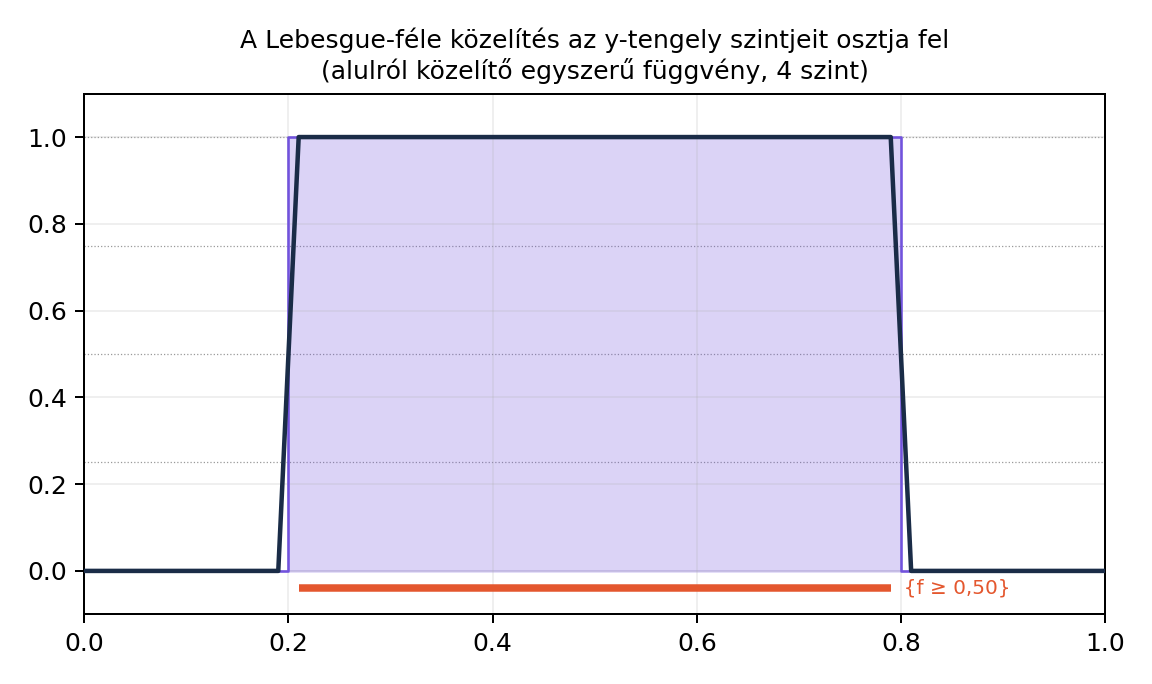 A Lebesgue-féle közelítés az y-tengely szintjeit osztja fel
(alulról közelítő egyszerű függvény, 4 szint)
1.0
0.8
0.6
0.4
0.2
0.0
{f ≥ 0,50}
0.0 0.2 0.4 0.6 0.8 1.0